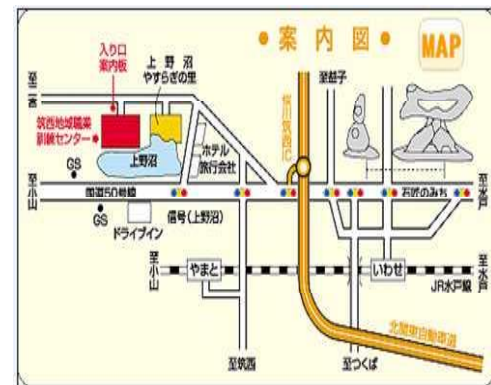 ● 案内図 ●
MAP
入り口
案内板
上野沼
やすらぎの里
至二宮
至益子
桜川筑西IC
筑西地域職業
訓練センター
上野沼
ホテル
旅行会社
GS
至小山
国道50号線
石匠のみち
至水戸
GS
ドライブイン
信号(上野沼)
至小山
やまと
いわせ
至水戸
JR水戸線
北関東自動車道
至筑西
至つくば